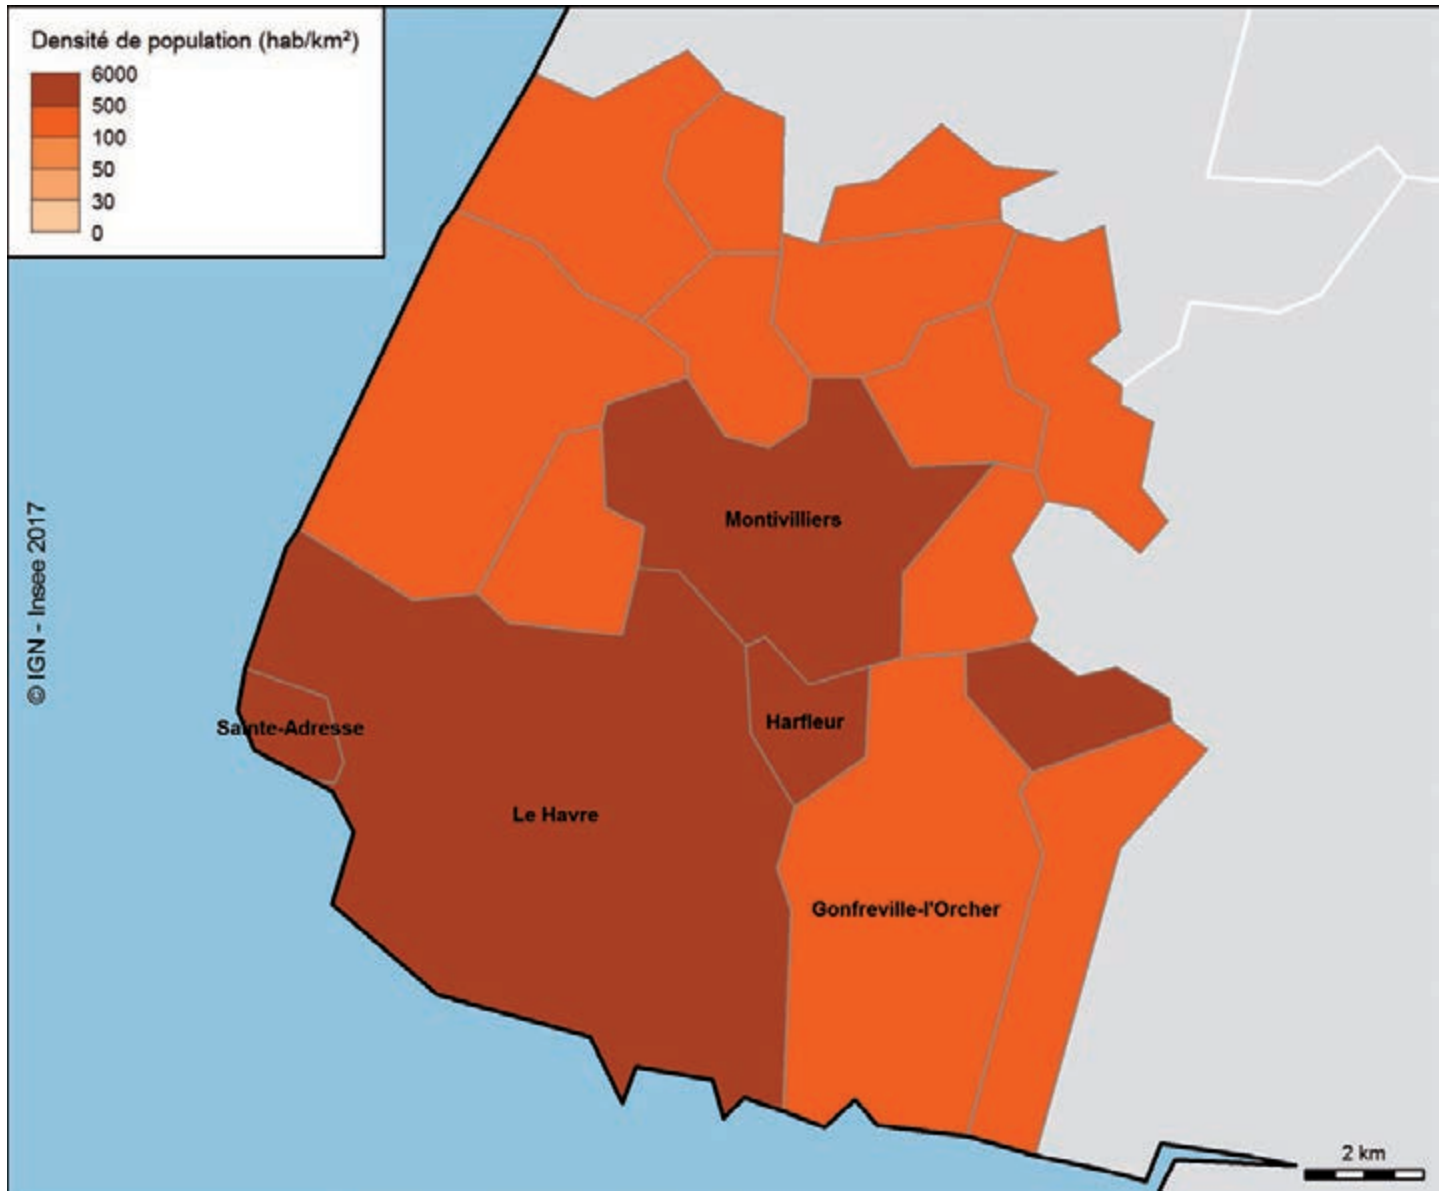 Densité de population (hab/km²)
6000
500
100
50
30
0
© IGN - Insee 2017
Montivilliers
Sainte-Adresse
Harfleur
Le Havre
Gonfreville-l'Orcher
2 km